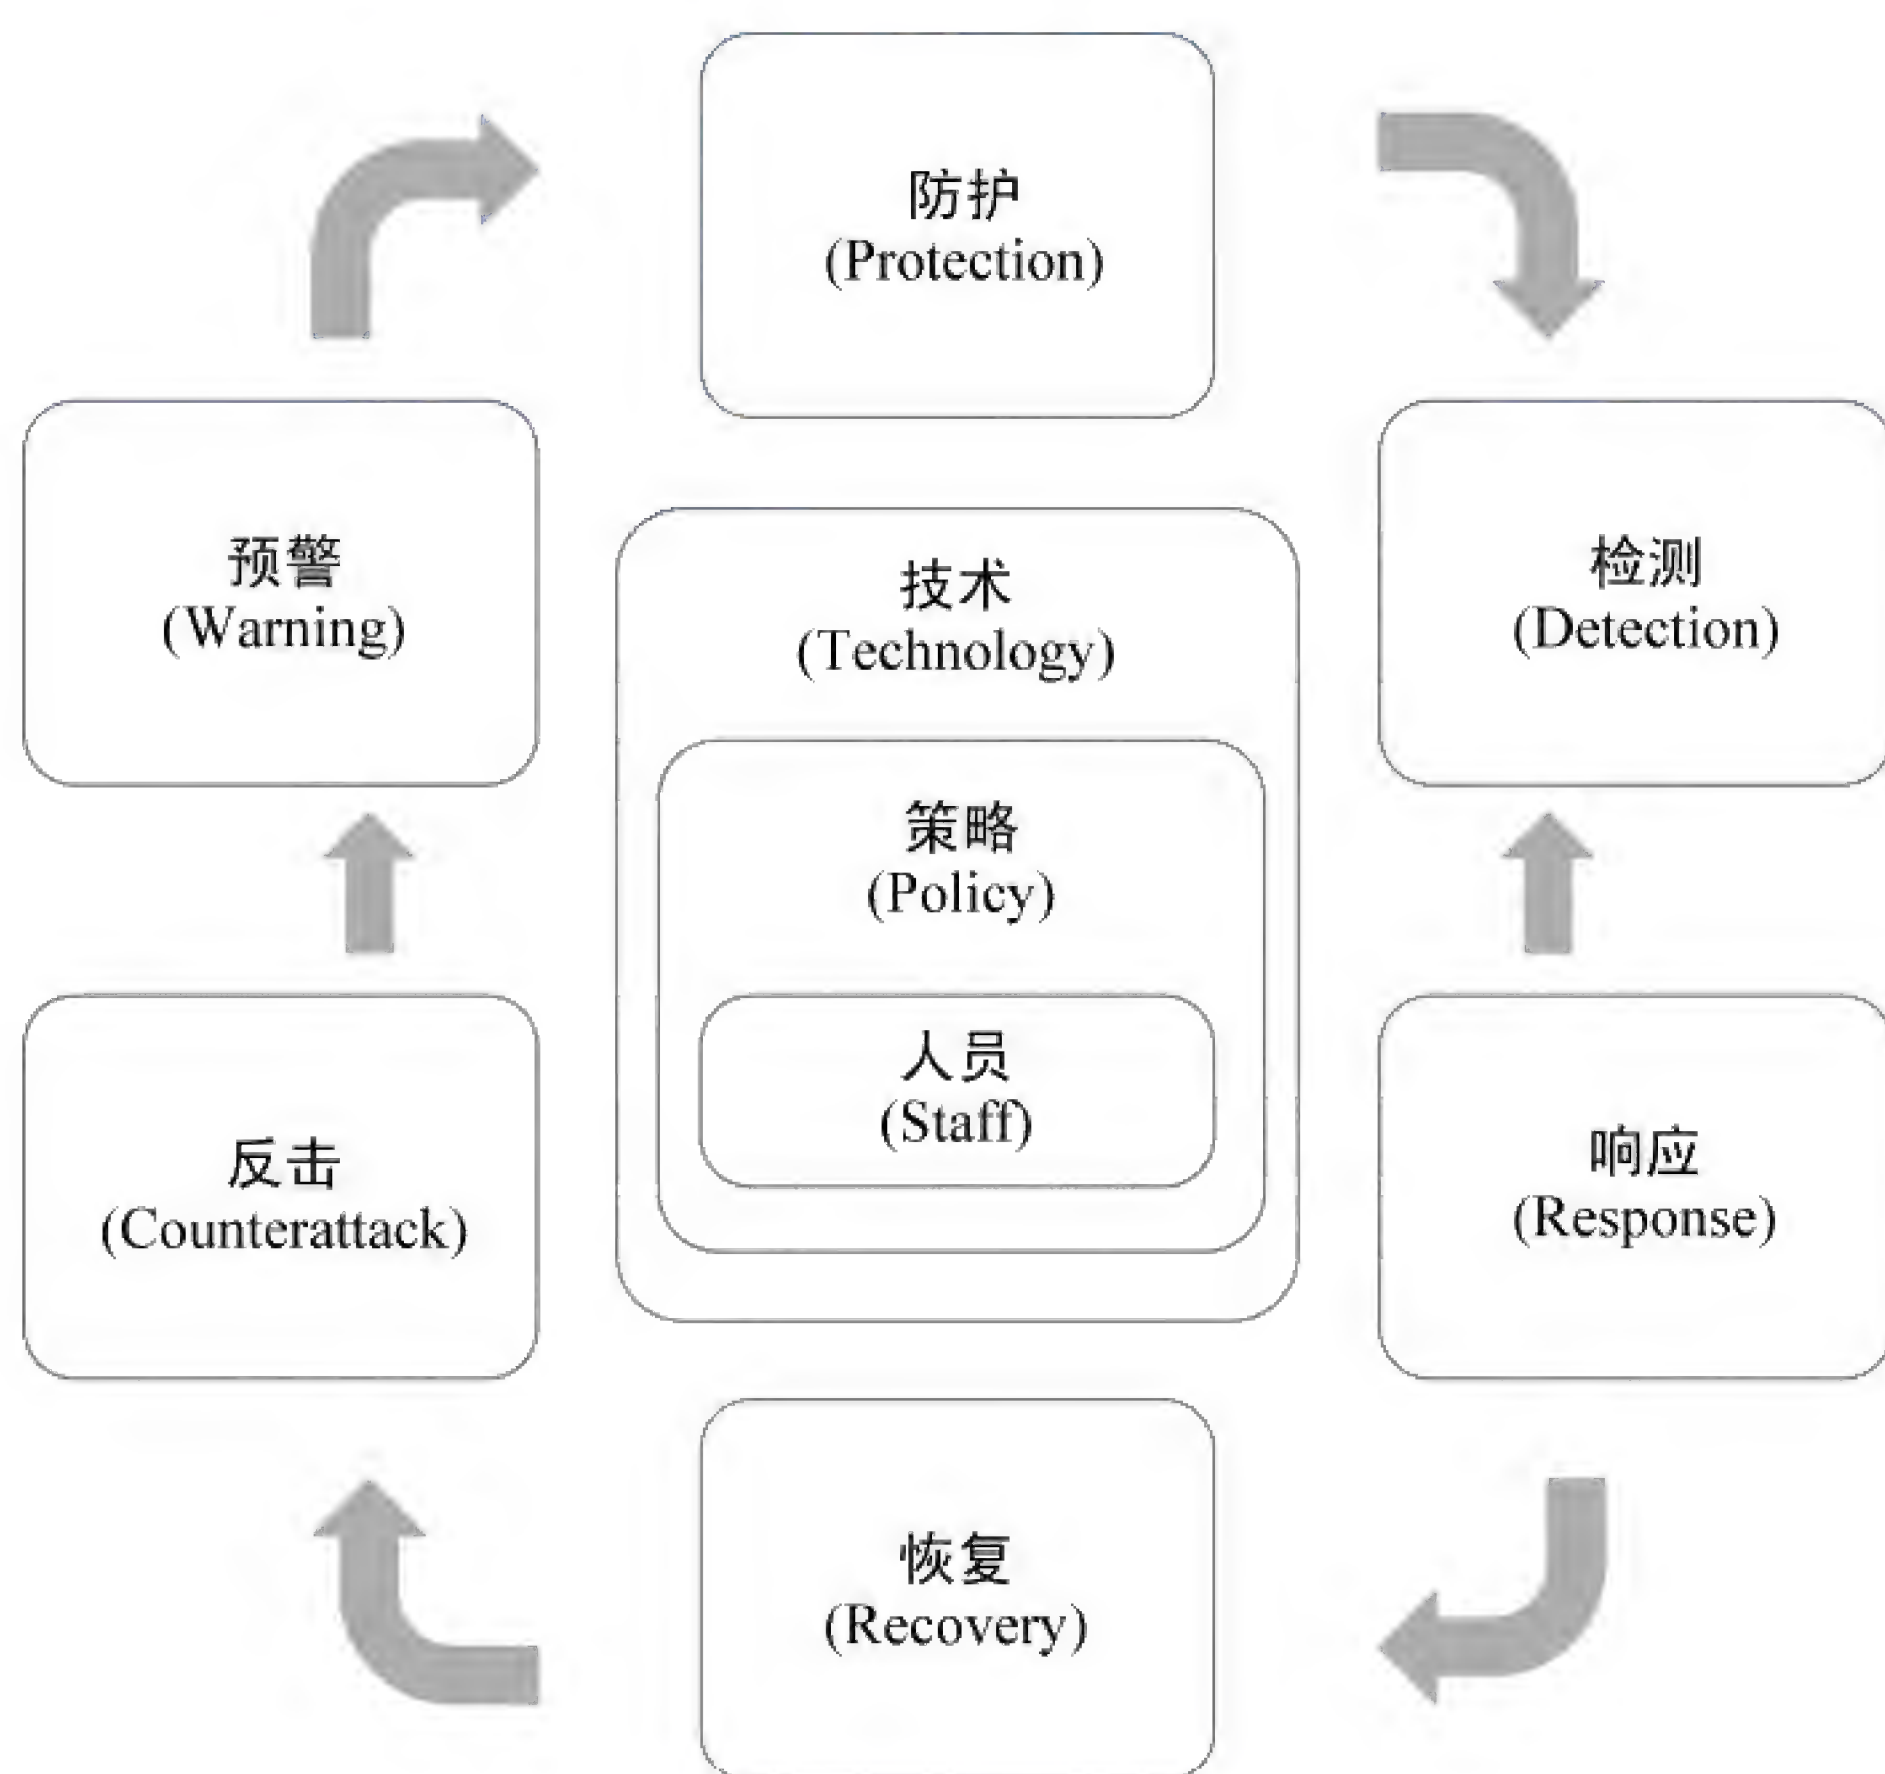 防护
(Protection)
预警
(Warning)
技术
(Technology)
检测
(Detection)
策略
(Policy)
人员
(Staff)
反击
(Counterattack)
响应
(Response)
恢复
(Recovery)